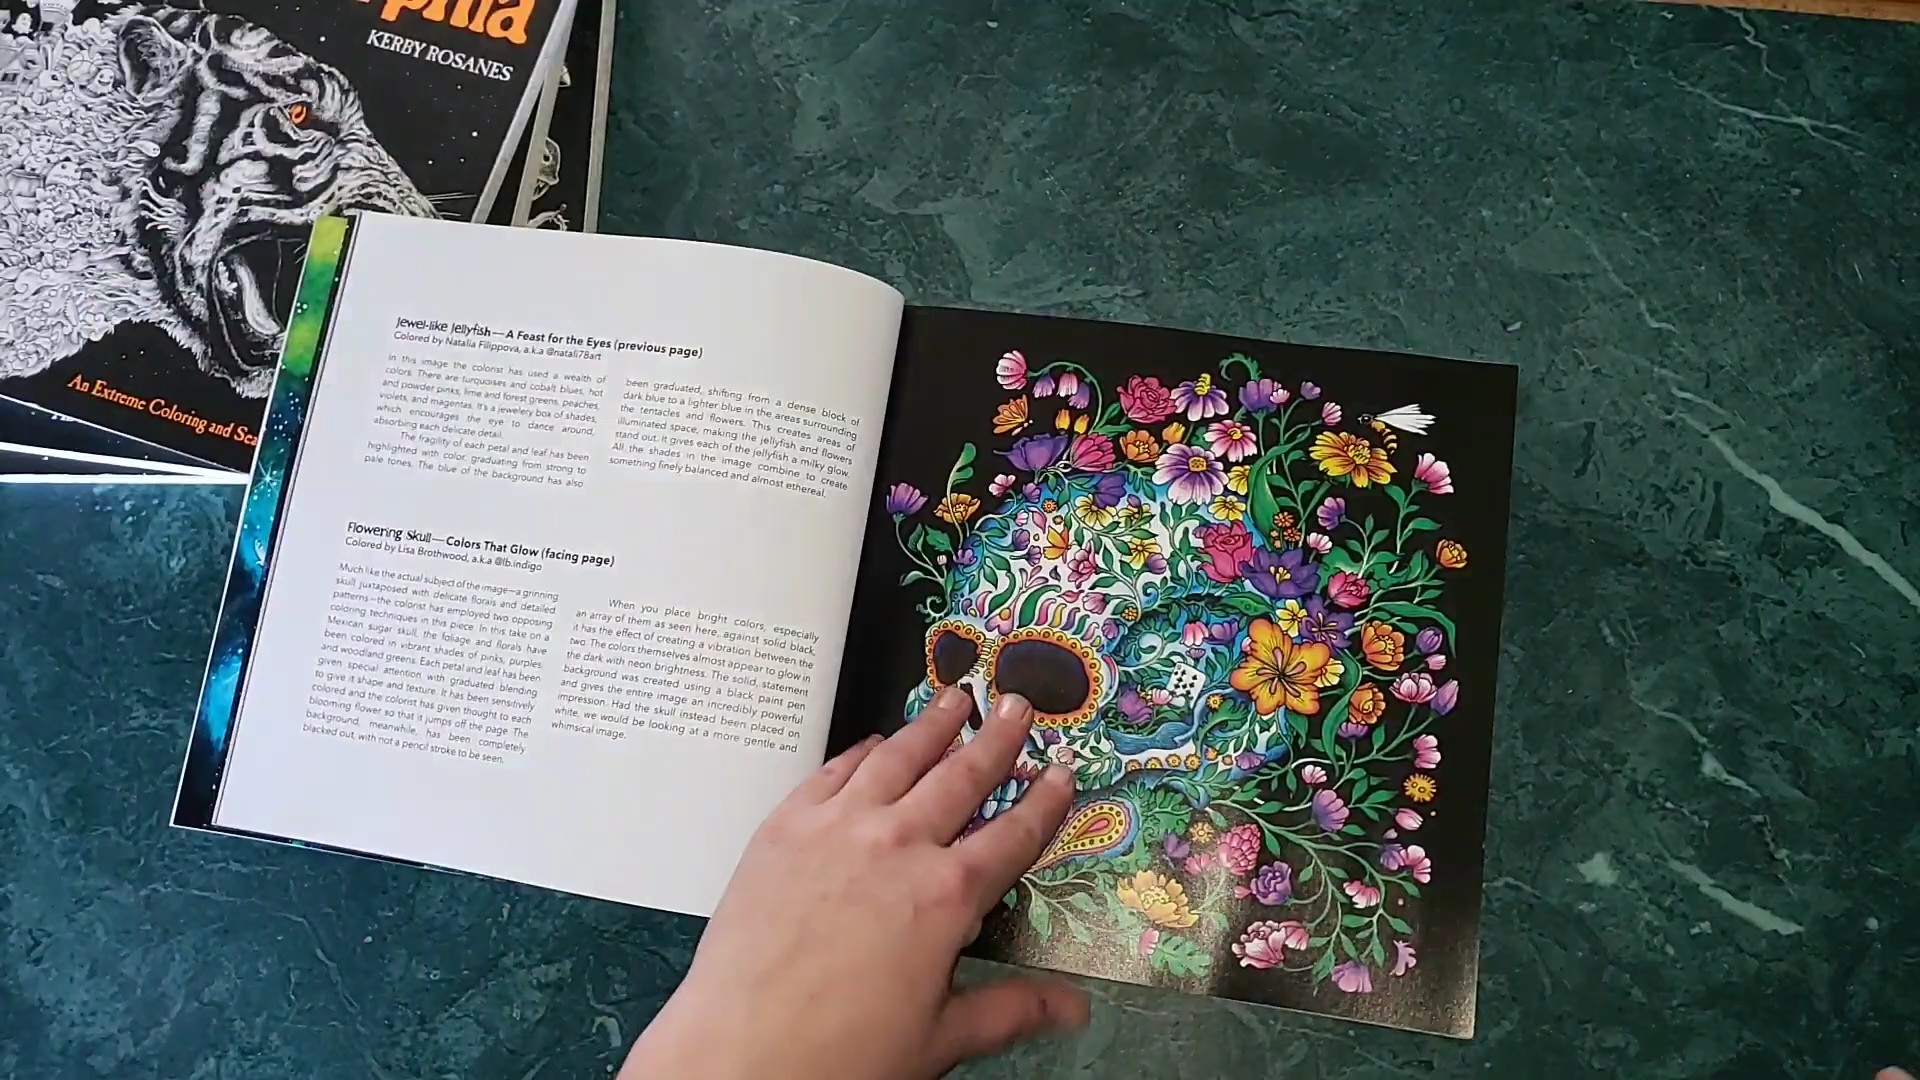 rphia
KERBY ROSANES
An Extreme Coloring and Sea
Jewel-like Jellyfish—A Feast for the Eyes (previous page)
Colored by Natalia Filippova, a.k.a @natali78art
In this image the colorist has used a wealth of
colors. There are turquoises and cobalt blues, hot
and powder pinks, lime and forest greens, peaches,
violets, and magentas. It's a jewelery box of shades,
which encourages the eye to dance around,
absorbing each delicate detail.
The fragility of each petal and leaf has been
highlighted with color, graduating from strong to
pale tones. The blue of the background has also
been graduated, shifting from a dense block of
dark blue to a lighter blue in the areas surrounding
the tentacles and flowers. This creates areas of
illuminated space, making the jellyfish and flowers
stand out. It gives each of the jellyfish a milky glow.
All the shades in the image combine to create
something finely balanced and almost ethereal.
Flowering Skull—Colors That Glow (facing page)
Colored by Lisa Brothwood, a.k.a @lb.indigo
Much like the actual subject of the image—a grinning
skull juxtaposed with delicate florals and detailed
patterns—the colorist has employed two opposing
coloring techniques in this piece. In this take on a
Mexican sugar skull, the foliage and florals have
been colored in vibrant shades of pinks, purples,
and woodland greens. Each petal and leaf has been
given special attention with graduated blending
to give it shape and texture. It has been sensitively
colored and the colorist has given thought to each
blooming flower so that it jumps off the page. The
background, meanwhile, has been completely
blacked out, with not a pencil stroke to be seen.
When you place bright colors, especially
an array of them as seen here, against solid black,
it has the effect of creating a vibration between the
two. The colors themselves almost appear to glow in
the dark with neon brightness. The solid, statement
background was created using a black paint pen
and gives the entire image an incredibly powerful
impression. Had the skull instead been placed on
white, we would be looking at a more gentle and
whimsical image.